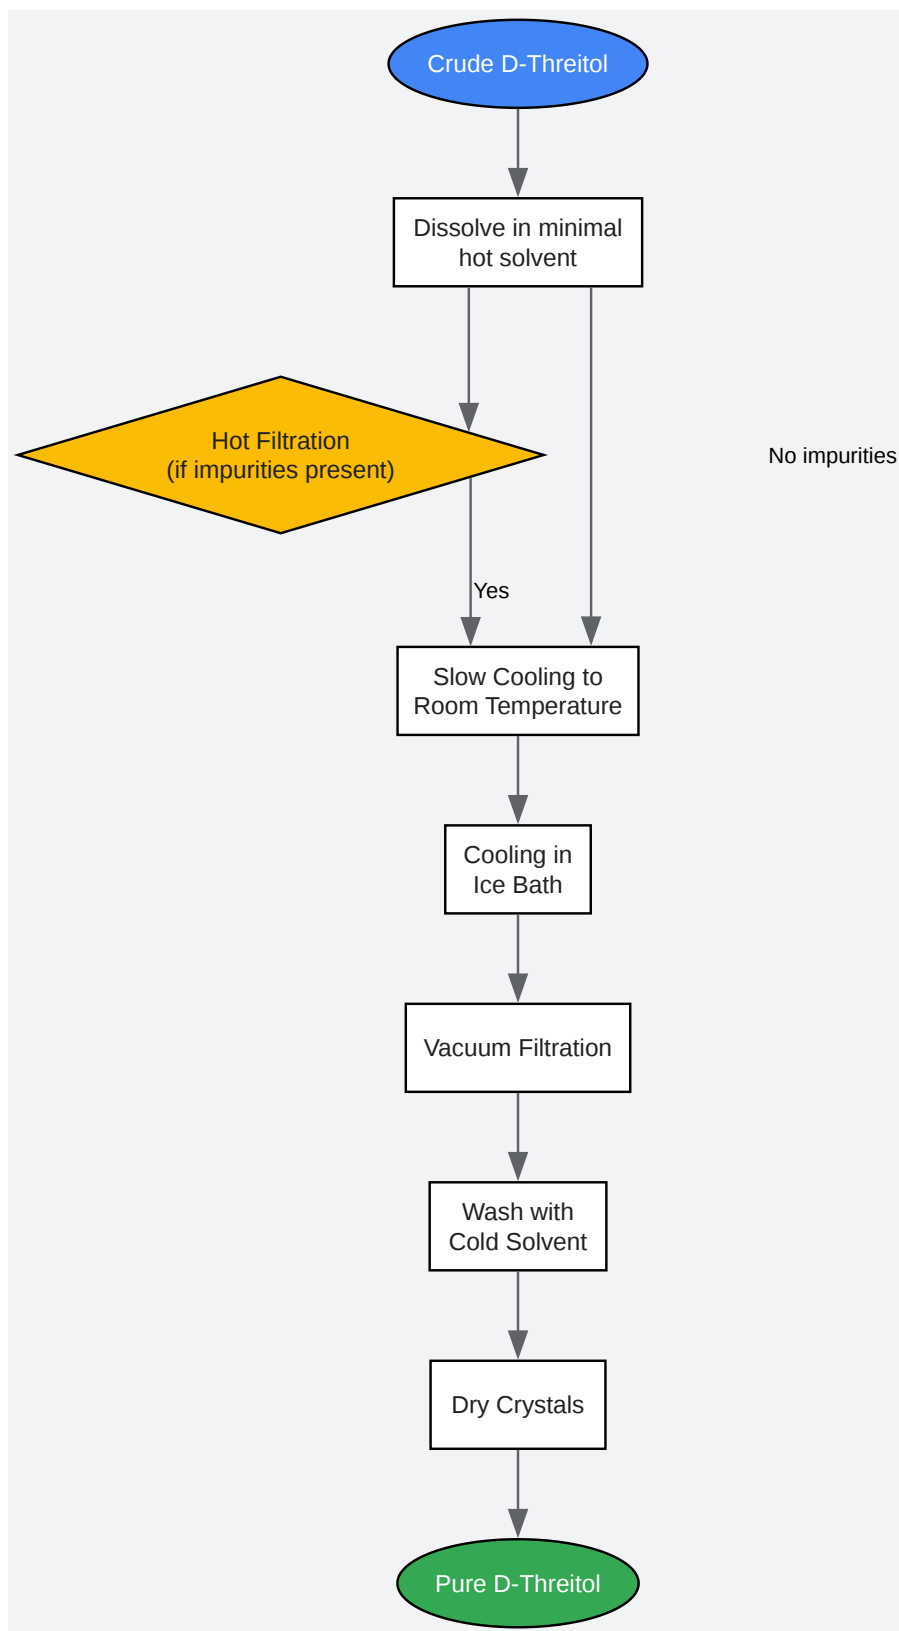 Crude D-Threitol
Dissolve in minimal
hot solvent
Hot Filtration
(if impurities present)
No impurities
Yes
Slow Cooling to
Room Temperature
Cooling in
Ice Bath
Vacuum Filtration
Wash with
Cold Solvent
Dry Crystals
Pure D-Threitol